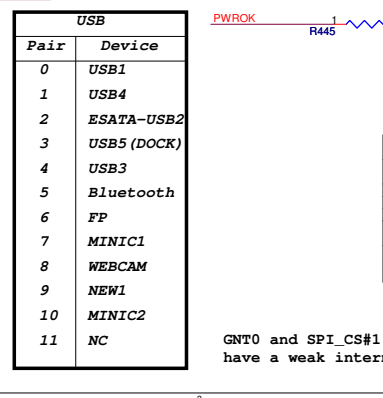 USB
Pair Device
0 USB1
1 USB4
2 ESATA-USB2
3 USB5(DOCK)
4 USB3
5 Bluetooth
6 FP
7 MINIC1
8 WEBCAM
9 NEW1
10 MINIC2
11 NC
PWROK 1
R445
GNT0 and SPI_CS#1
have a weak